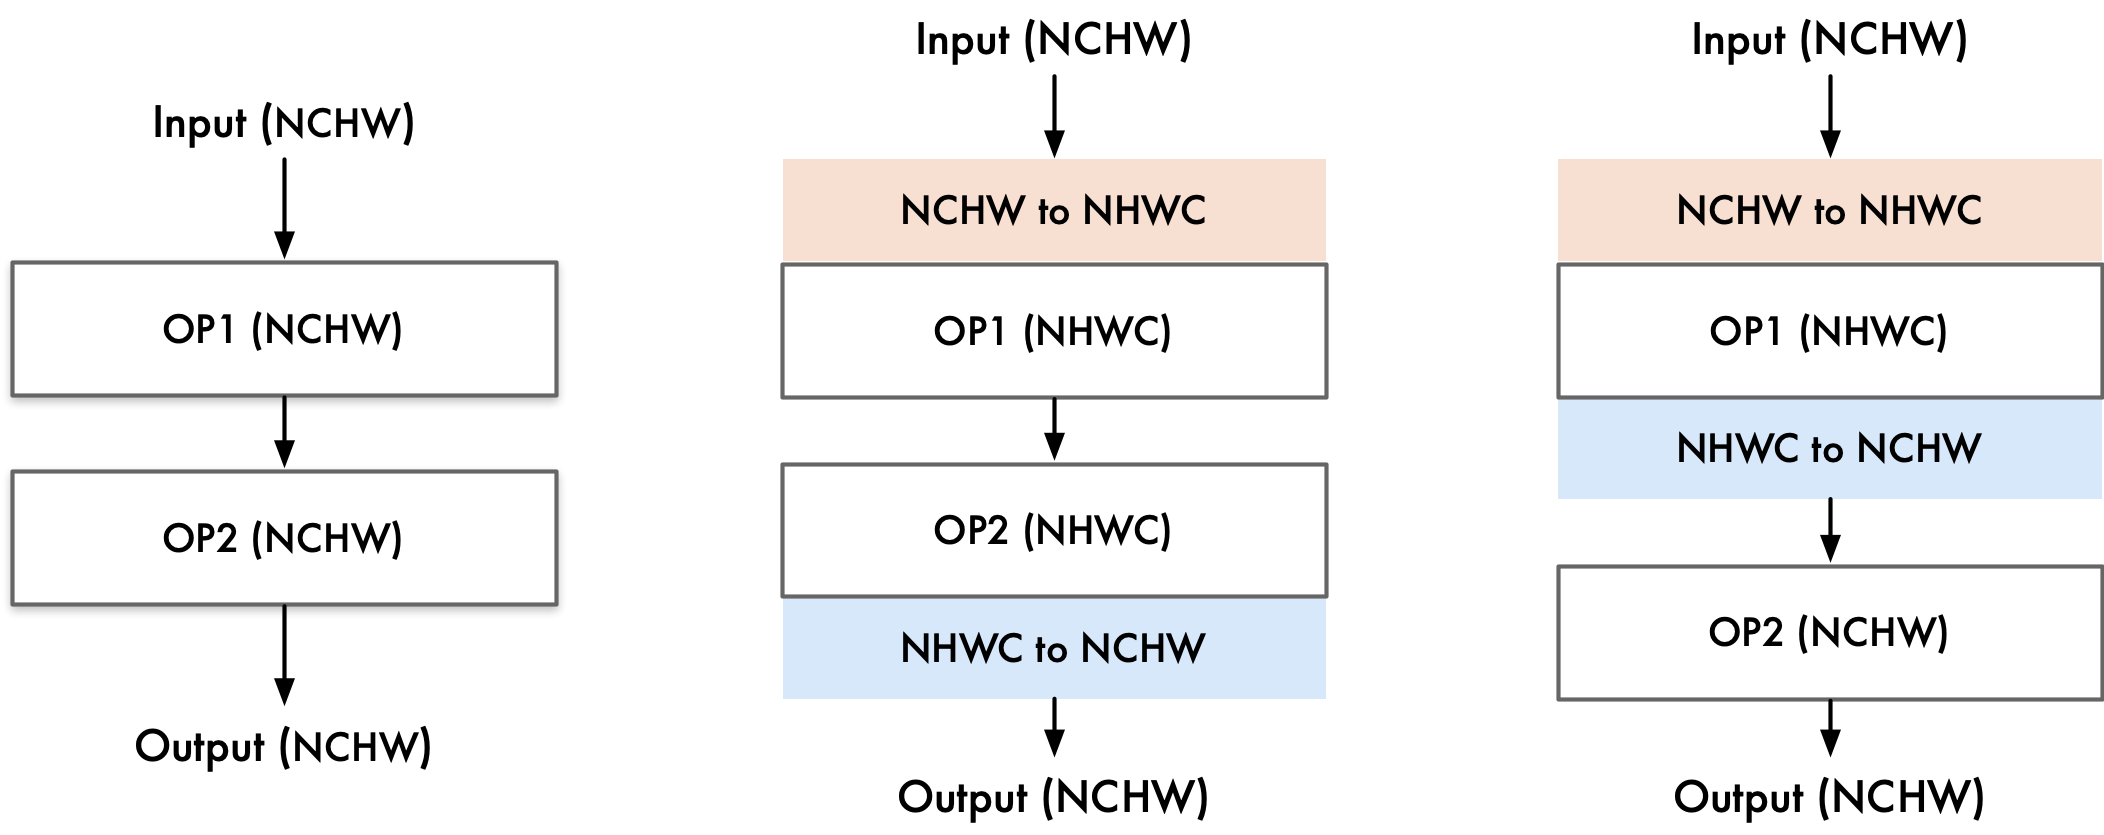 Input (NCHW)
OP1 (NCHW)
OP2 (NCHW)
Output (NCHW)
Input (NCHW)
NCHW to NHWC
OP1 (NHWC)
OP2 (NHWC)
NHWC to NCHW
Output (NCHW)
Input (NCHW)
NCHW to NHWC
OP1 (NHWC)
NHWC to NCHW
OP2 (NCHW)
Output (NCHW)